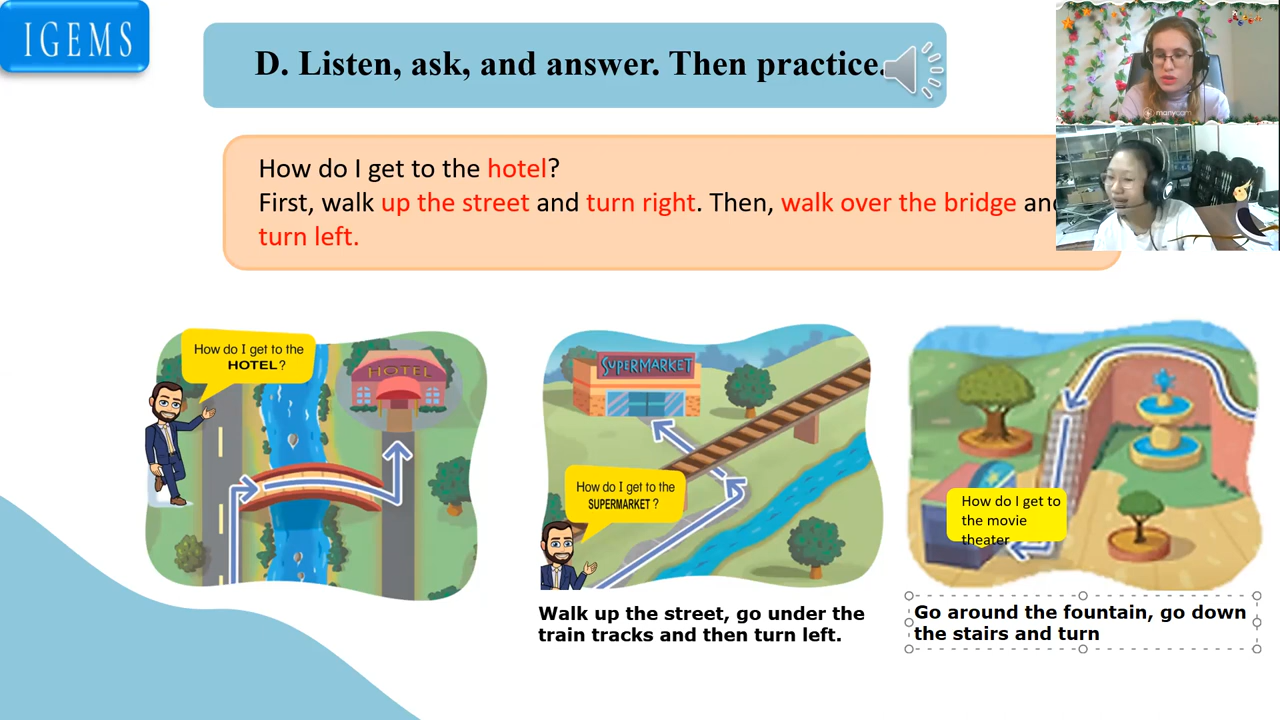 IGEMS
D. Listen, ask, and answer. Then practice.
manycam
How do I get to the hotel?
First, walk up the street and turn right. Then, walk over the bridge and
turn left.
How do I get to the
HOTEL?
HOTEL
SUPERMARKET
How do I get to the
SUPERMARKET ?
How do I get to
the movie
theater
Walk up the street, go under the
train tracks and then turn left.
Go around the fountain, go down
the stairs and turn